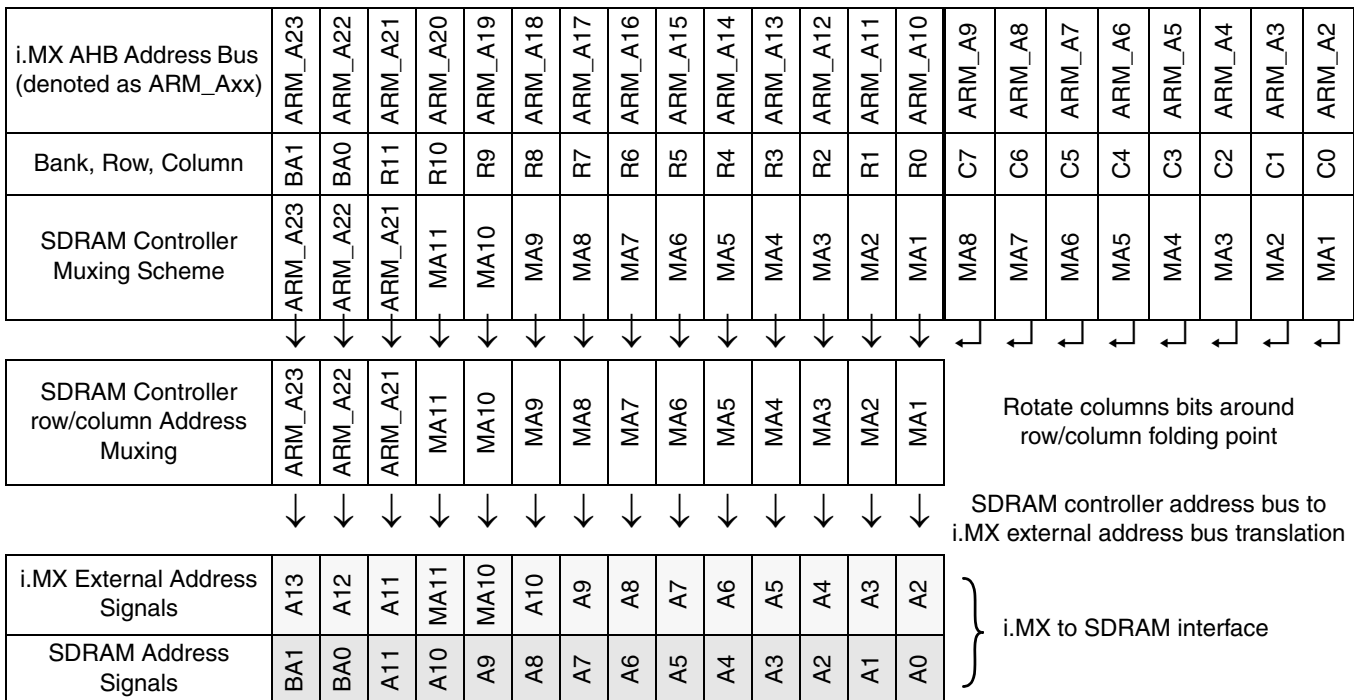 i.MX AHB Address Bus
(denoted as ARM_Axx)
ARM_A23 ARM_A22 ARM_A21 ARM_A20 ARM_A19 ARM_A18 ARM_A17 ARM_A16 ARM_A15 ARM_A14 ARM_A13 ARM_A12 ARM_A11 ARM_A10 ARM_A9 ARM_A8 ARM_A7 ARM_A6 ARM_A5 ARM_A4 ARM_A3 ARM_A2
Bank, Row, Column
BA1 BA0 R11 R10 R9 R8 R7 R6 R5 R4 R3 R2 R1 R0 C7 C6 C5 C4 C3 C2 C1 C0
SDRAM Controller
Muxing Scheme
ARM_A23 ARM_A22 ARM_A21 MA11 MA10 MA9 MA8 MA7 MA6 MA5 MA4 MA3 MA2 MA1 MA8 MA7 MA6 MA5 MA4 MA3 MA2 MA1
SDRAM Controller
row/column Address
Muxing
ARM_A23 ARM_A22 ARM_A21 MA11 MA10 MA9 MA8 MA7 MA6 MA5 MA4 MA3 MA2 MA1
Rotate columns bits around
row/column folding point
SDRAM controller address bus to
i.MX external address bus translation
i.MX External Address
Signals
A13 A12 A11 MA11 MA10 A10 A9 A8 A7 A6 A5 A4 A3 A2
SDRAM Address
Signals
BA1 BA0 A11 A10 A9 A8 A7 A6 A5 A4 A3 A2 A1 A0
i.MX to SDRAM interface